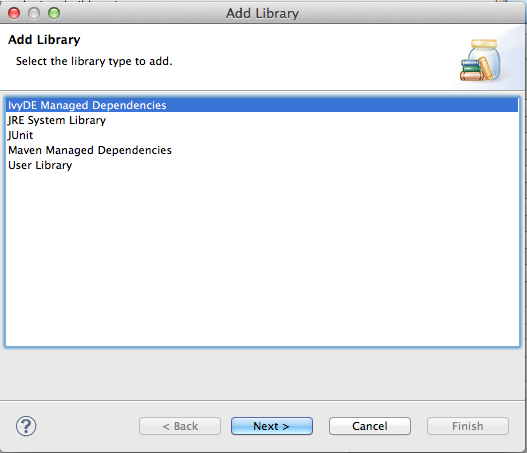 Add Library
Add Library
Select the library type to add.
IvyDE Managed Dependencies
JRE System Library
JUnit
Maven Managed Dependencies
User Library
?
< Back
Next >
Cancel
Finish